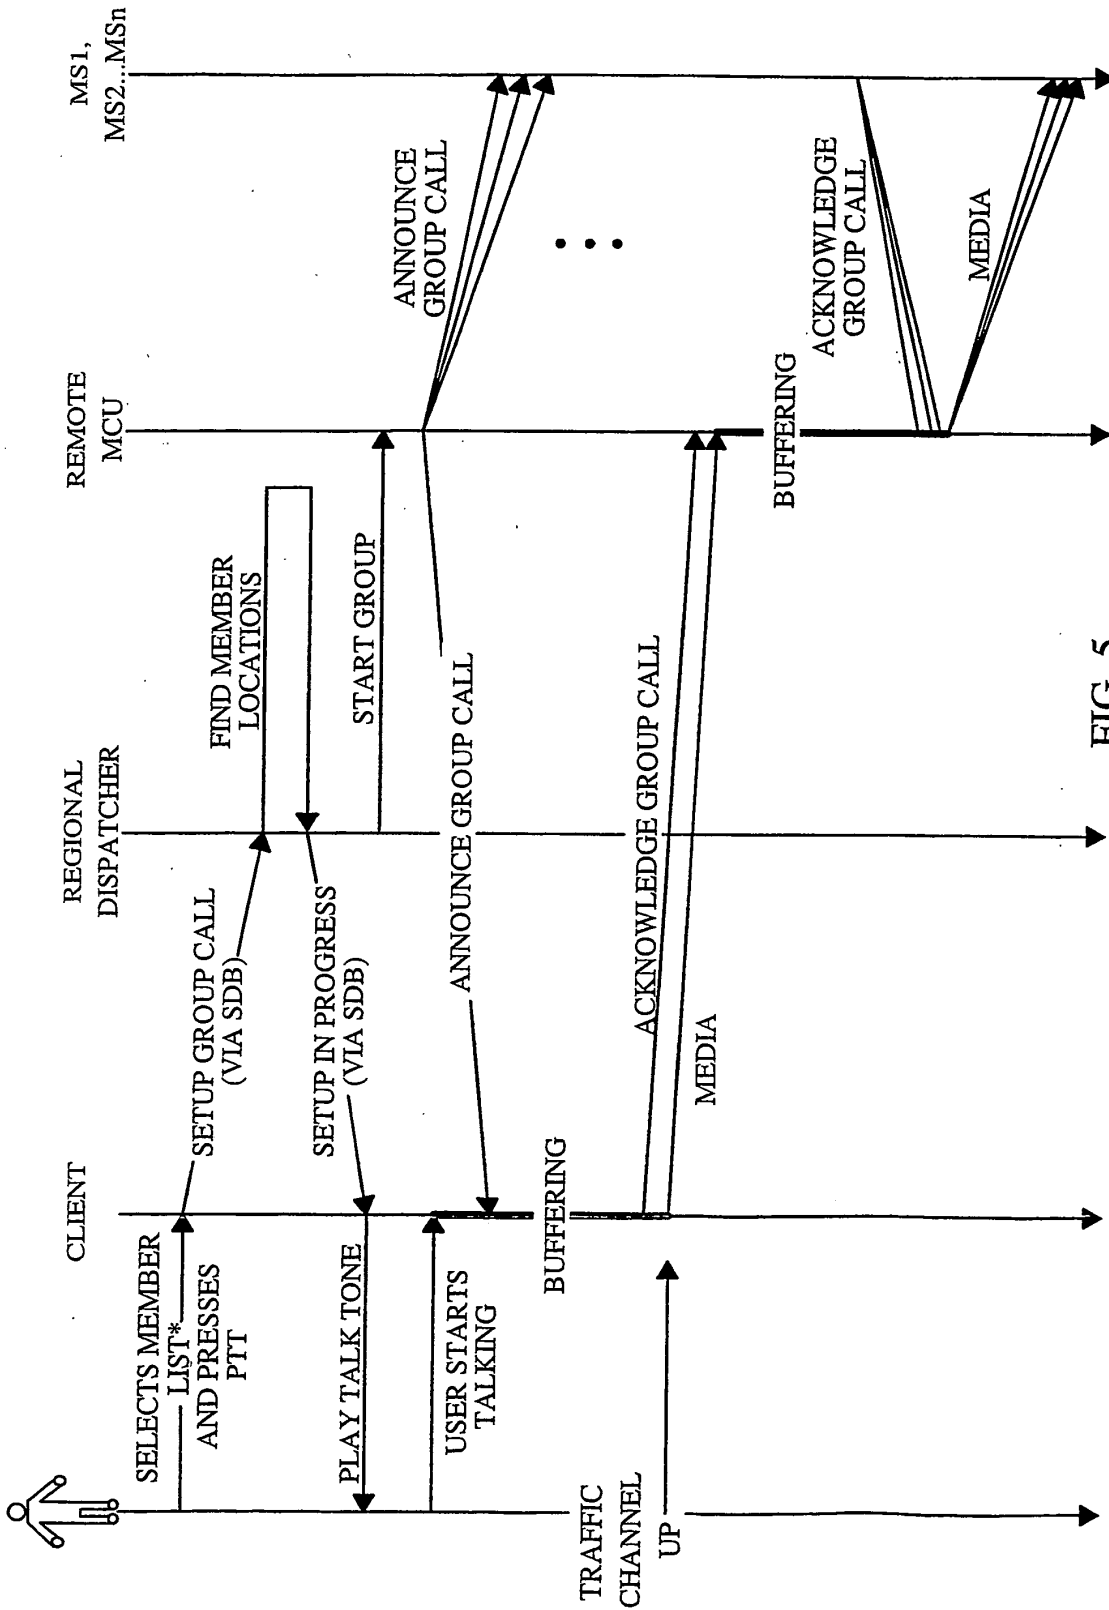 CLIENT
REGIONAL
DISPATCHER
REMOTE
MCU
MS1,
MS2...MSn
SELECTS MEMBER
LIST*
AND PRESSES
PTT
SETUP GROUP CALL
(VIA SDB)
FIND MEMBER
LOCATIONS
SETUP IN PROGRESS
(VIA SDB)
PLAY TALK TONE
START GROUP
ANNOUNCE
GROUP CALL
ANNOUNCE GROUP CALL
USER STARTS
TALKING
BUFFERING
TRAFFIC
CHANNEL
UP
ACKNOWLEDGE GROUP CALL
MEDIA
BUFFERING
ACKNOWLEDGE
GROUP CALL
MEDIA
FIG. 5